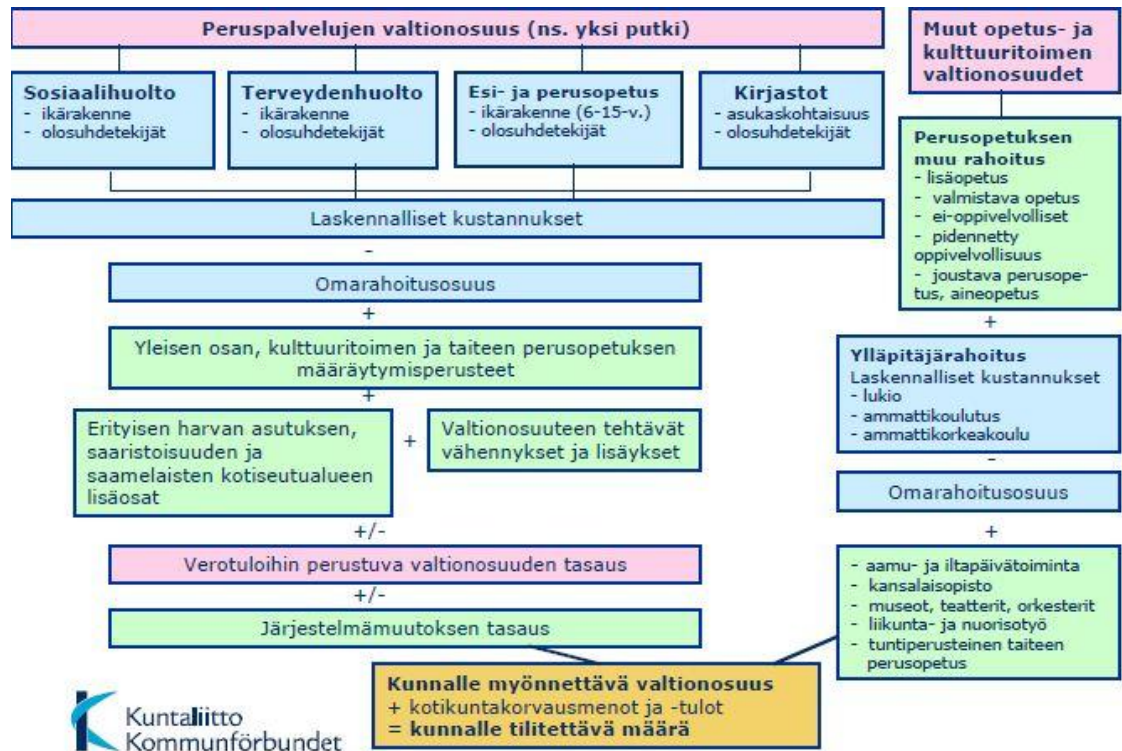 Peruspalvelujen valtionosuus (ns. yksi putki)
Sosiaalihuolto
- ikärakenne
- olosuhdetekijät
Terveydenhuolto
- ikärakenne
- olosuhdetekijät
Esi- ja perusopetus
- ikärakenne (6-15-v.)
- olosuhdetekijät
Kirjastot
- asukaskohtaisuus
- olosuhdetekijät
Laskennalliset kustannukset
-
Omarahoitusosuus
+
Yleisen osan, kulttuuritoimen ja taiteen perusopetuksen
määräytymisperusteet
+
Erityisen harvan asutuksen,
saaristoisuuden ja
saamelaisten kotiseutualueen
lisäosat
+
Valtionosuuteen tehtävät
vähennykset ja lisäykset
+/-
Verotuloihin perustuva valtionosuuden tasaus
+/-
Järjestelmämuutoksen tasaus
Muut opetus- ja
kulttuuritoimen
valtionosuudet
Perusopetuksen
muu rahoitus
- lisäopetus
- valmistava opetus
- ei-oppivelvolliset
- pidennetty
oppivelvollisuus
- joustava perusope-
tus, aineopetus
+
Ylläpitäjärahoitus
Laskennalliset kustannukset
- lukio
- ammattikoulutus
- ammattikorkeakoulu
-
Omarahoitusosuus
+
- aamu- ja iltapäivätoiminta
- kansalaisopisto
- museot, teatterit, orkesterit
- liikunta- ja nuorisotyö
- tuntiperusteinen taiteen
perusopetus
Kunnalle myönnettävä valtionosuus
+ kotikuntakorvausmenot ja -tulot
= kunnalle tilitettävä määrä
Kuntaliitto
Kommunförbundet